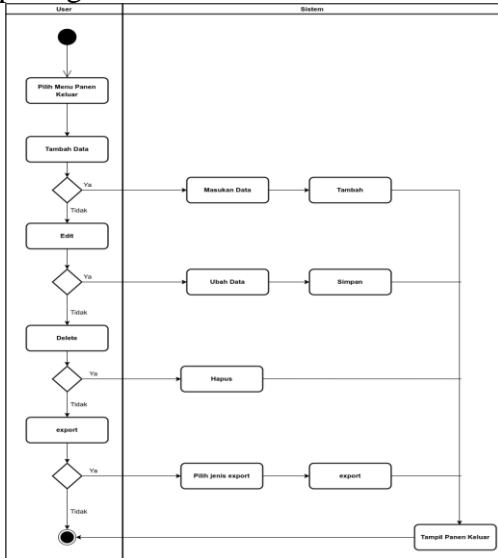 User
Sistem
Pilih Menu Panen
Keluar
Tambah Data
Ya
Masukan Data
Tambah
Tidak
Edit
Ya
Ubah Data
Simpan
Tidak
Delete
Ya
Hapus
Tidak
export
Ya
Pilih jenis export
export
Tidak
Tampil Panen Keluar